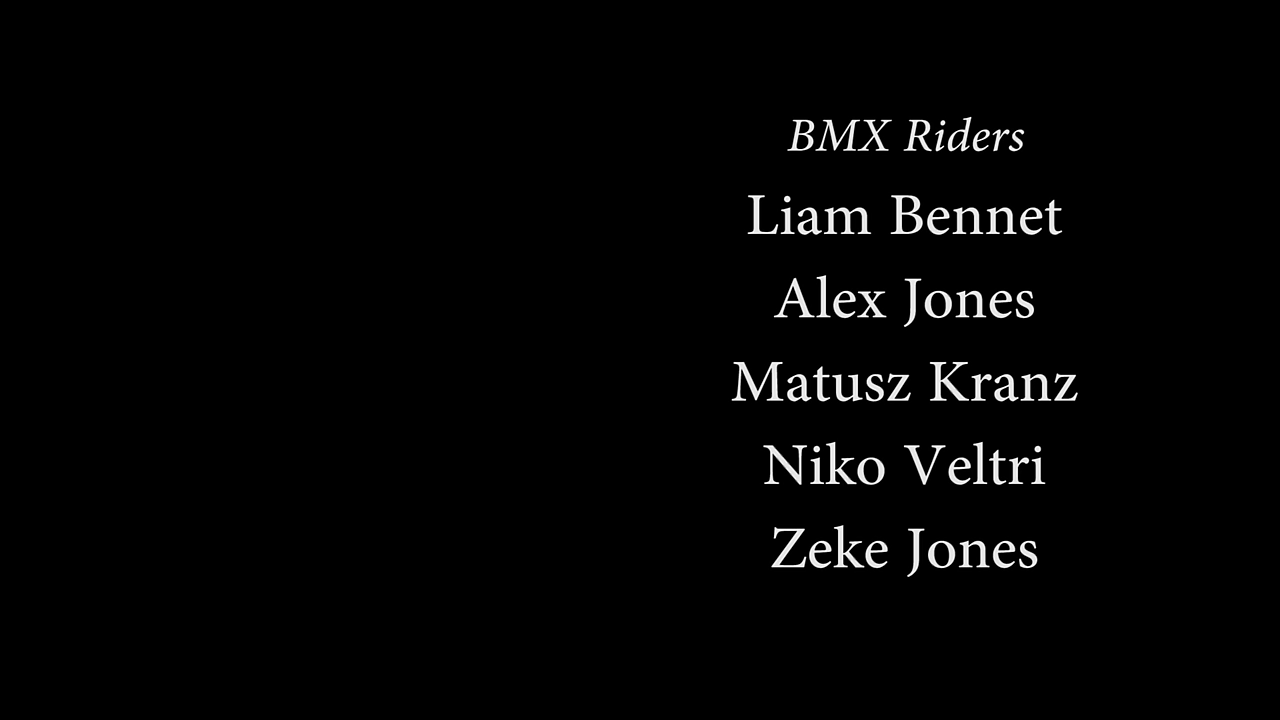 BMX Riders
Liam Bennet
Alex Jones
Matusz Kranz
Niko Veltri
Zeke Jones